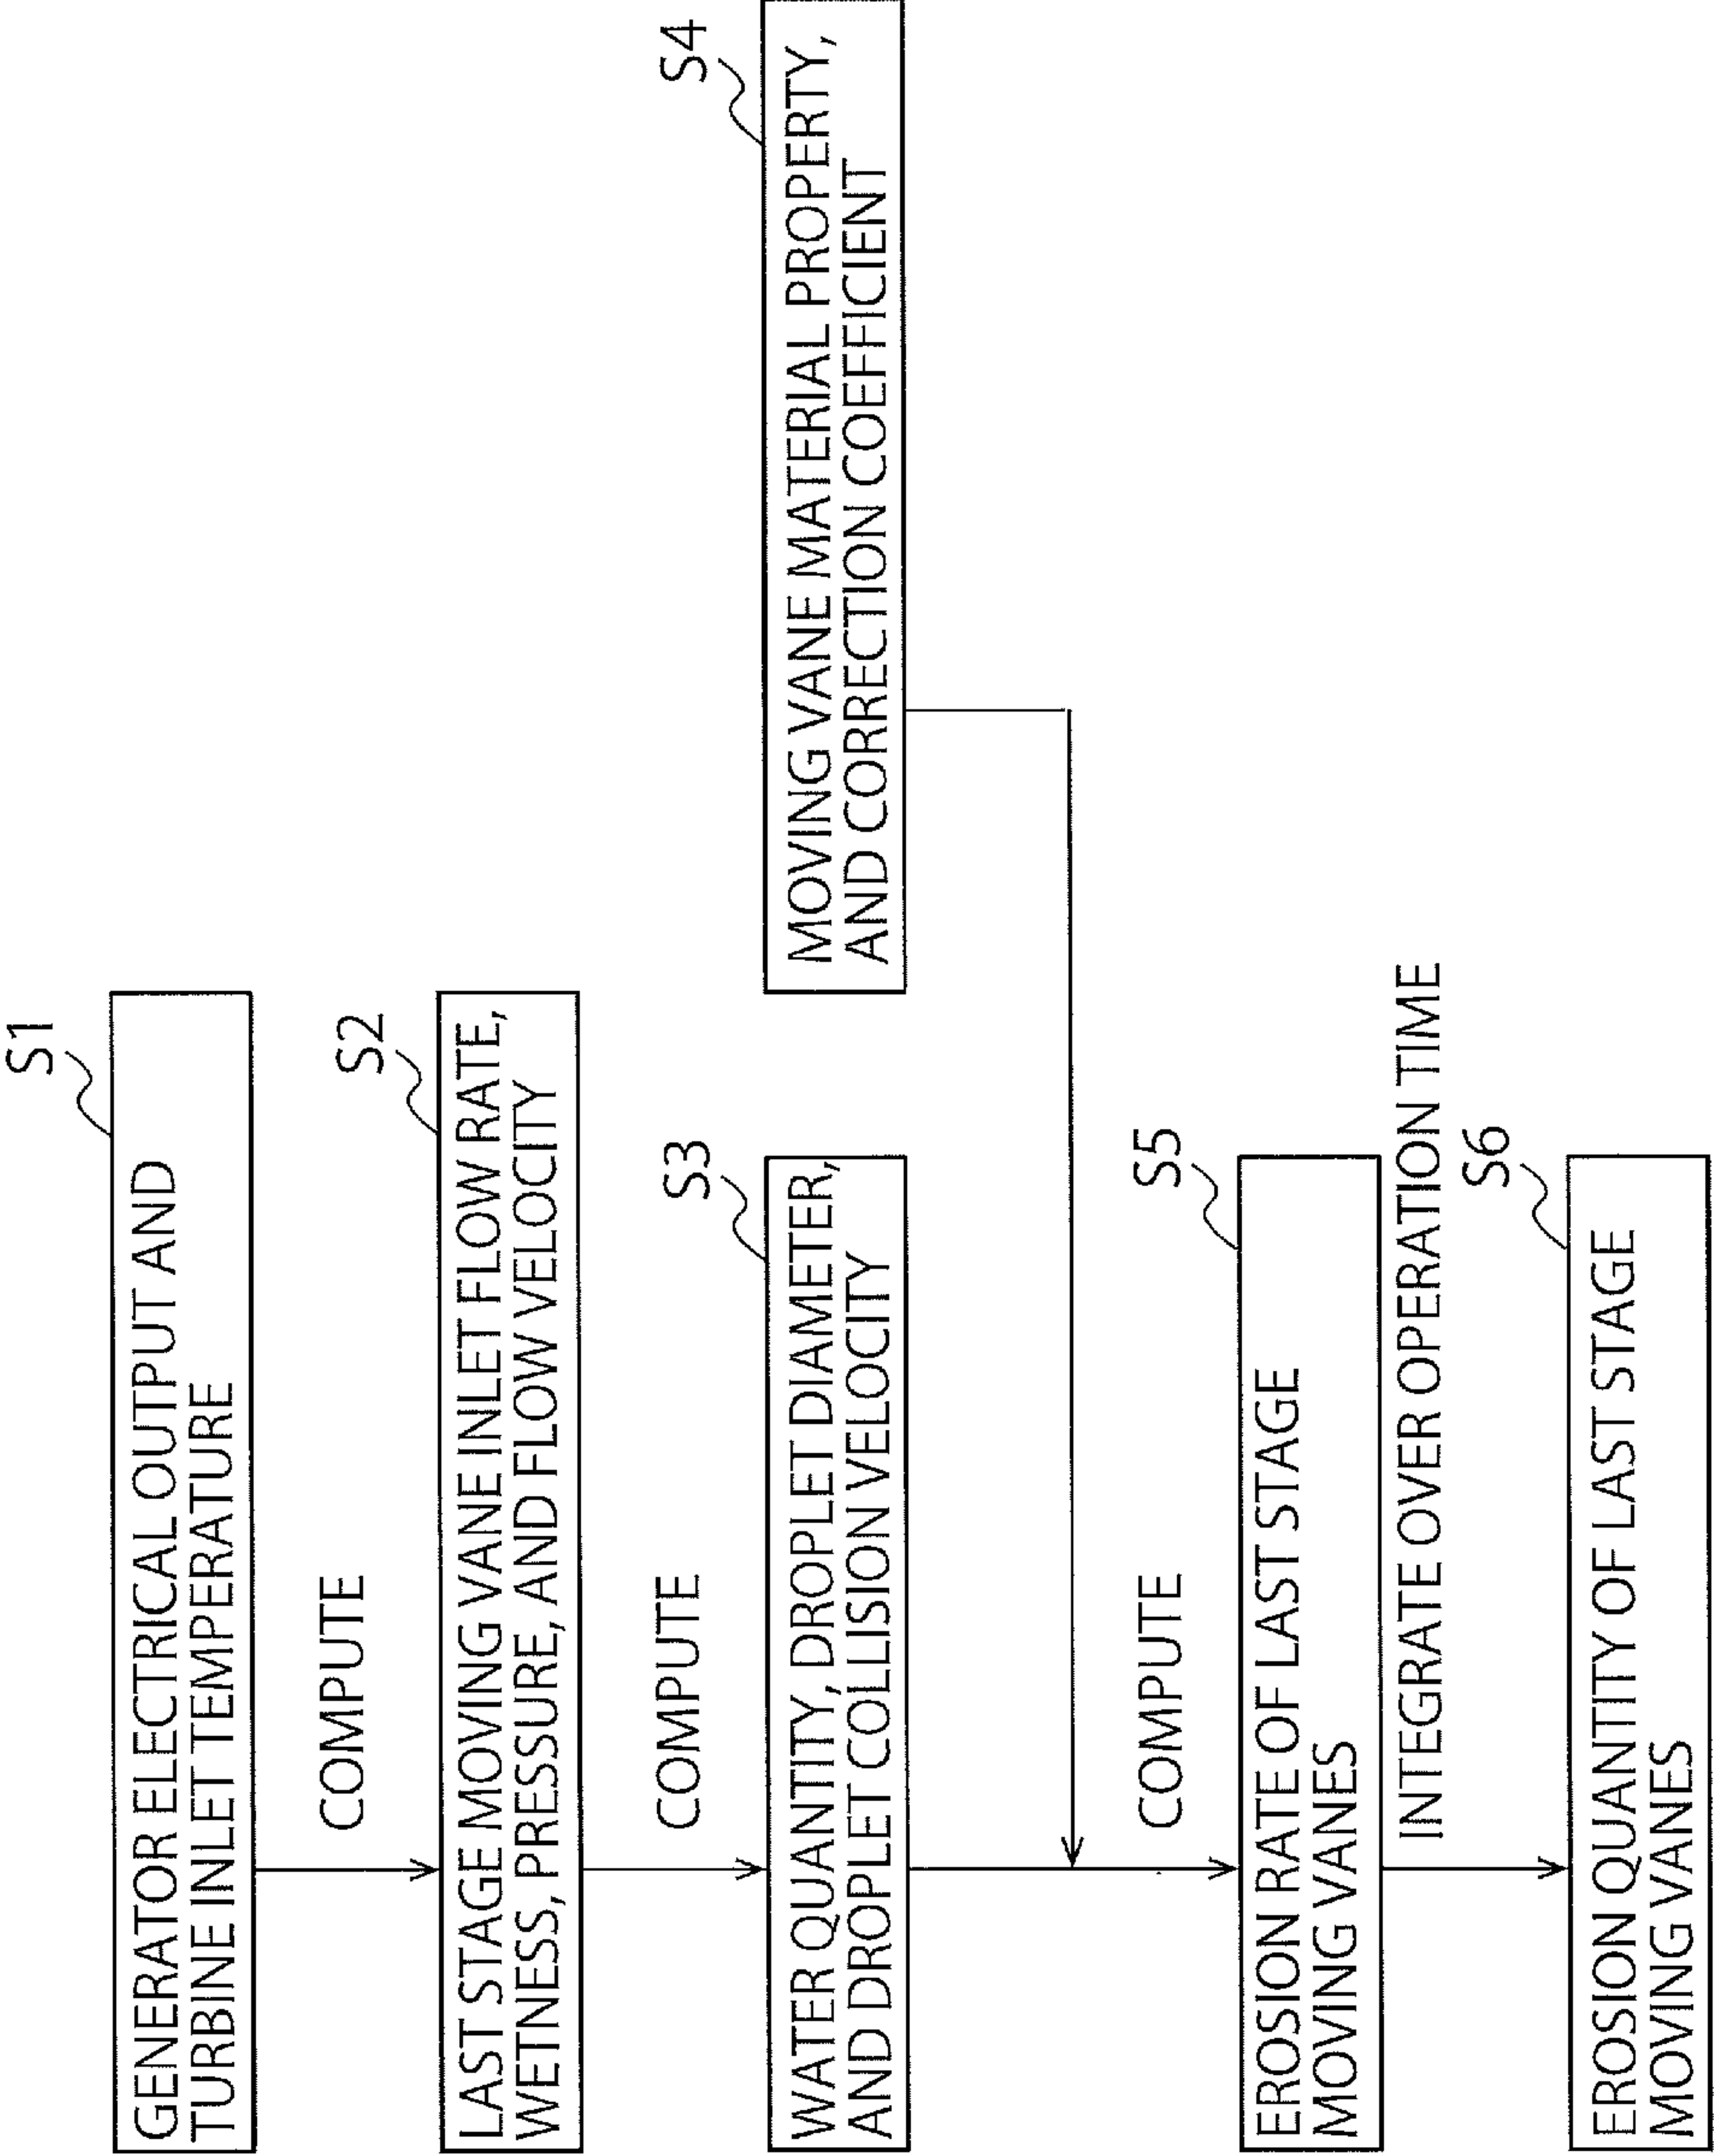 S1
GENERATOR ELECTRICAL OUTPUT AND
TURBINE INLET TEMPERATURE
COMPUTE
S2
LAST STAGE MOVING VANE INLET FLOW RATE,
WETNESS, PRESSURE, AND FLOW VELOCITY
COMPUTE
S3
WATER QUANTITY, DROPLET DIAMETER,
AND DROPLET COLLISION VELOCITY
S4
MOVING VANE MATERIAL PROPERTY,
AND CORRECTION COEFFICIENT
COMPUTE
S5
EROSION RATE OF LAST STAGE
MOVING VANES
INTEGRATE OVER OPERATION TIME
S6
EROSION QUANTITY OF LAST STAGE
MOVING VANES